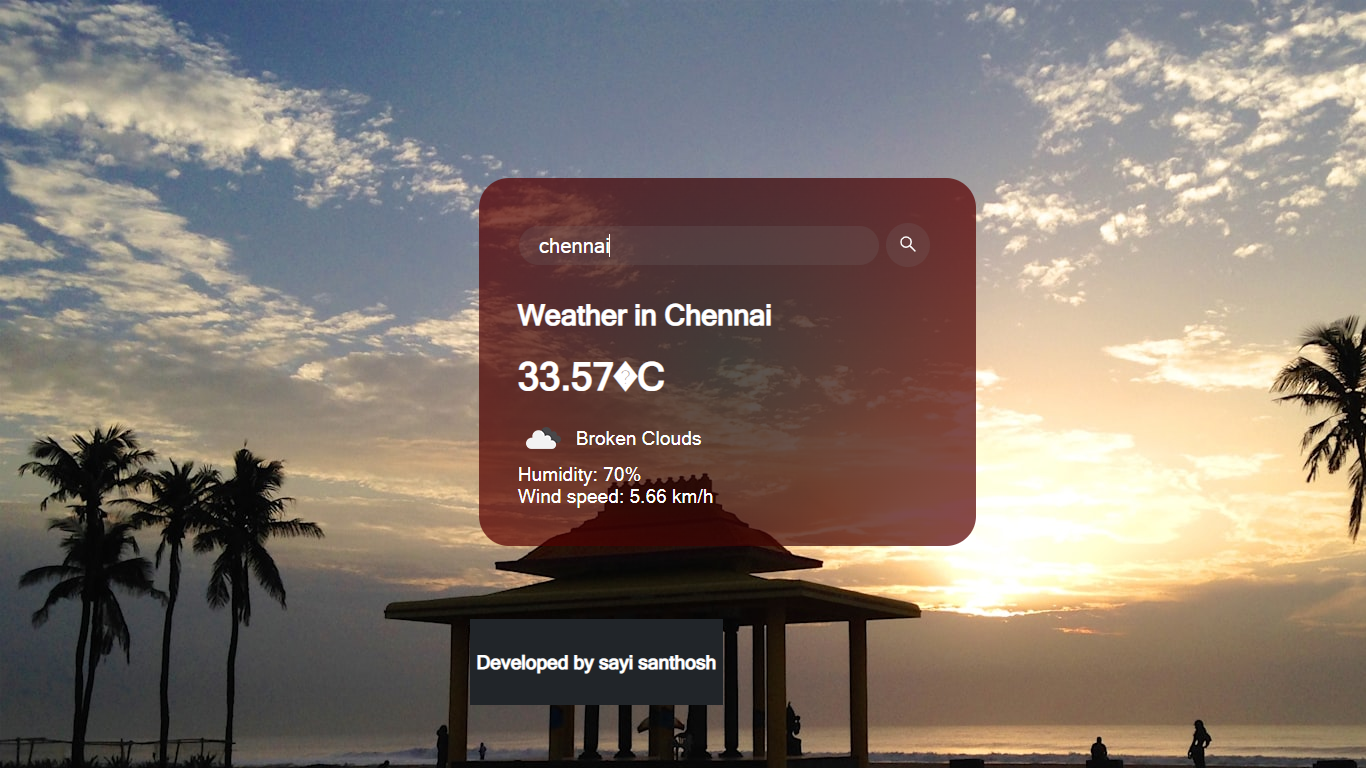 chennai
Weather in Chennai
33.57�C
Broken Clouds
Humidity: 70%
Wind speed: 5.66 km/h
Developed by sayi santhosh